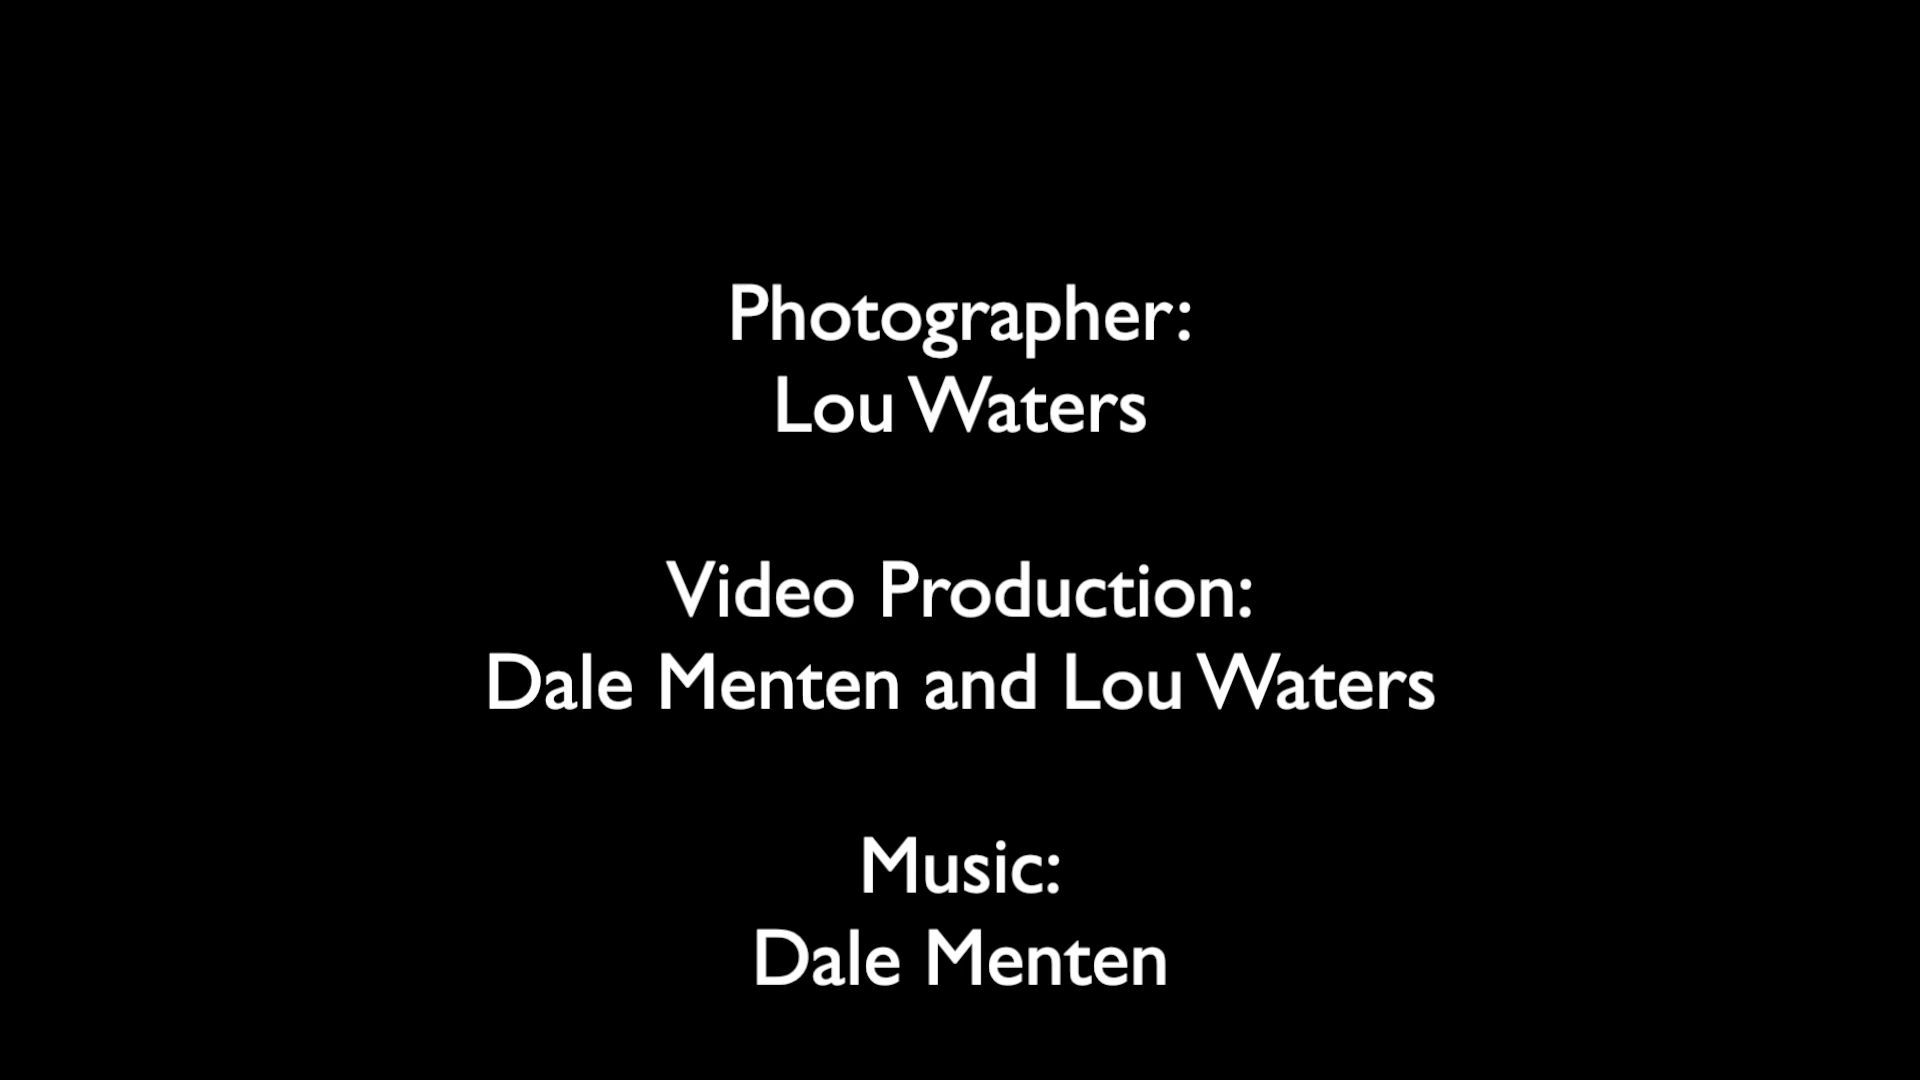 Photographer:
Lou Waters
Video Production:
Dale Menten and Lou Waters
Music:
Dale Menten